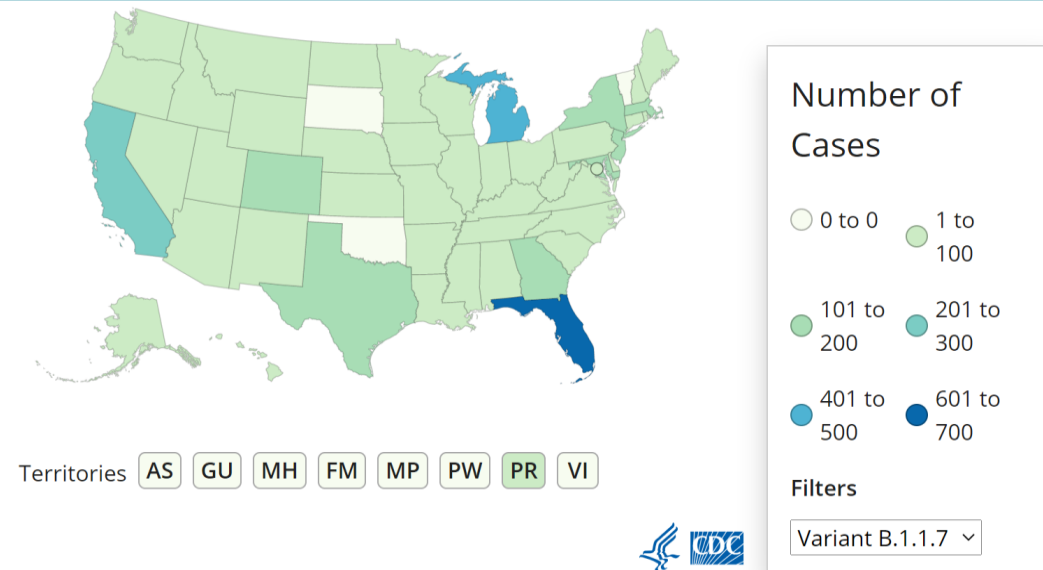 Number of
Cases
0 to 0
1 to
100
101 to
200
201 to
300
401 to
500
601 to
700
Filters
Variant B.1.1.7
Territories AS GU MH FM MP PW PR VI
CDC